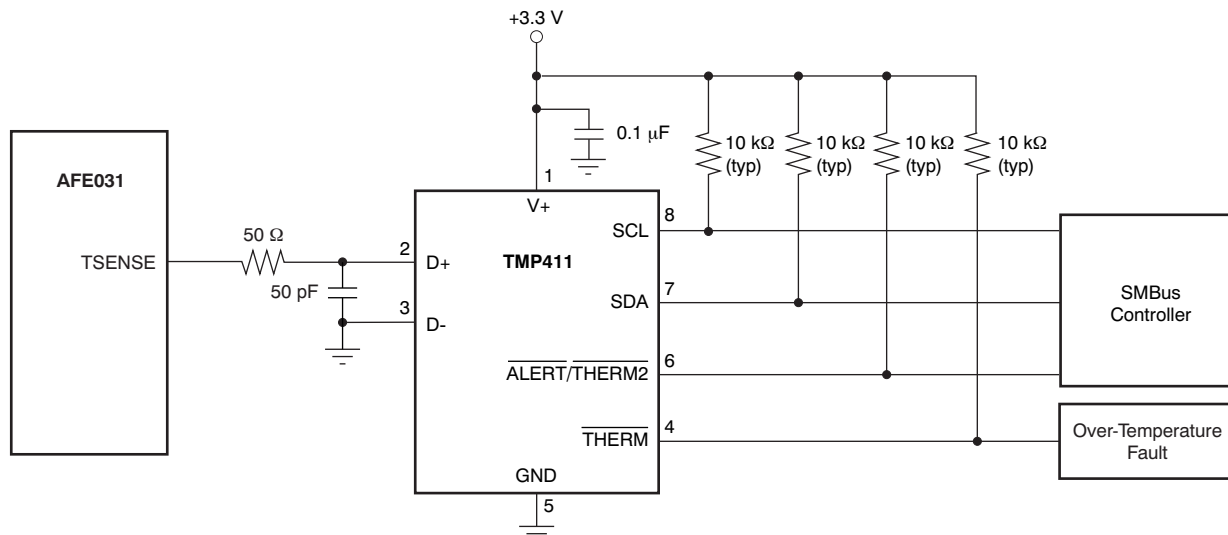 +3.3 V
0.1 μF
10 kΩ
(typ)
10 kΩ
(typ)
10 kΩ
(typ)
10 kΩ
(typ)
AFE031
TSENSE
50 Ω
50 pF
1
V+
2
D+
3
D-
TMP411
8
SCL
7
SDA
6
ALERT/THERM2
4
THERM
GND
5
SMBus
Controller
Over-Temperature
Fault